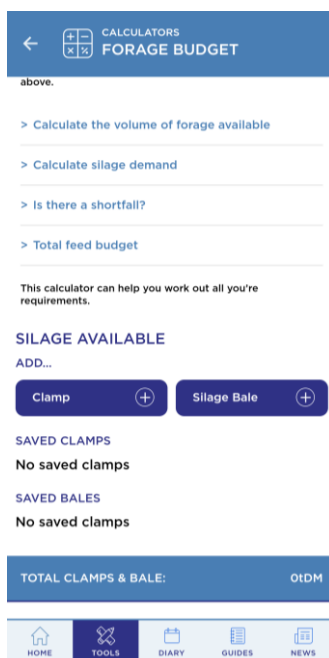 CALCULATORS
FORAGE BUDGET
above.
> Calculate the volume of forage available
> Calculate silage demand
> Is there a shortfall?
> Total feed budget
This calculator can help you work out all you're
requirements.
SILAGE AVAILABLE
ADD...
Clamp
Silage Bale
SAVED CLAMPS
No saved clamps
SAVED BALES
No saved clamps
TOTAL CLAMPS & BALE: 0tDM
HOME TOOLS DIARY GUIDES NEWS